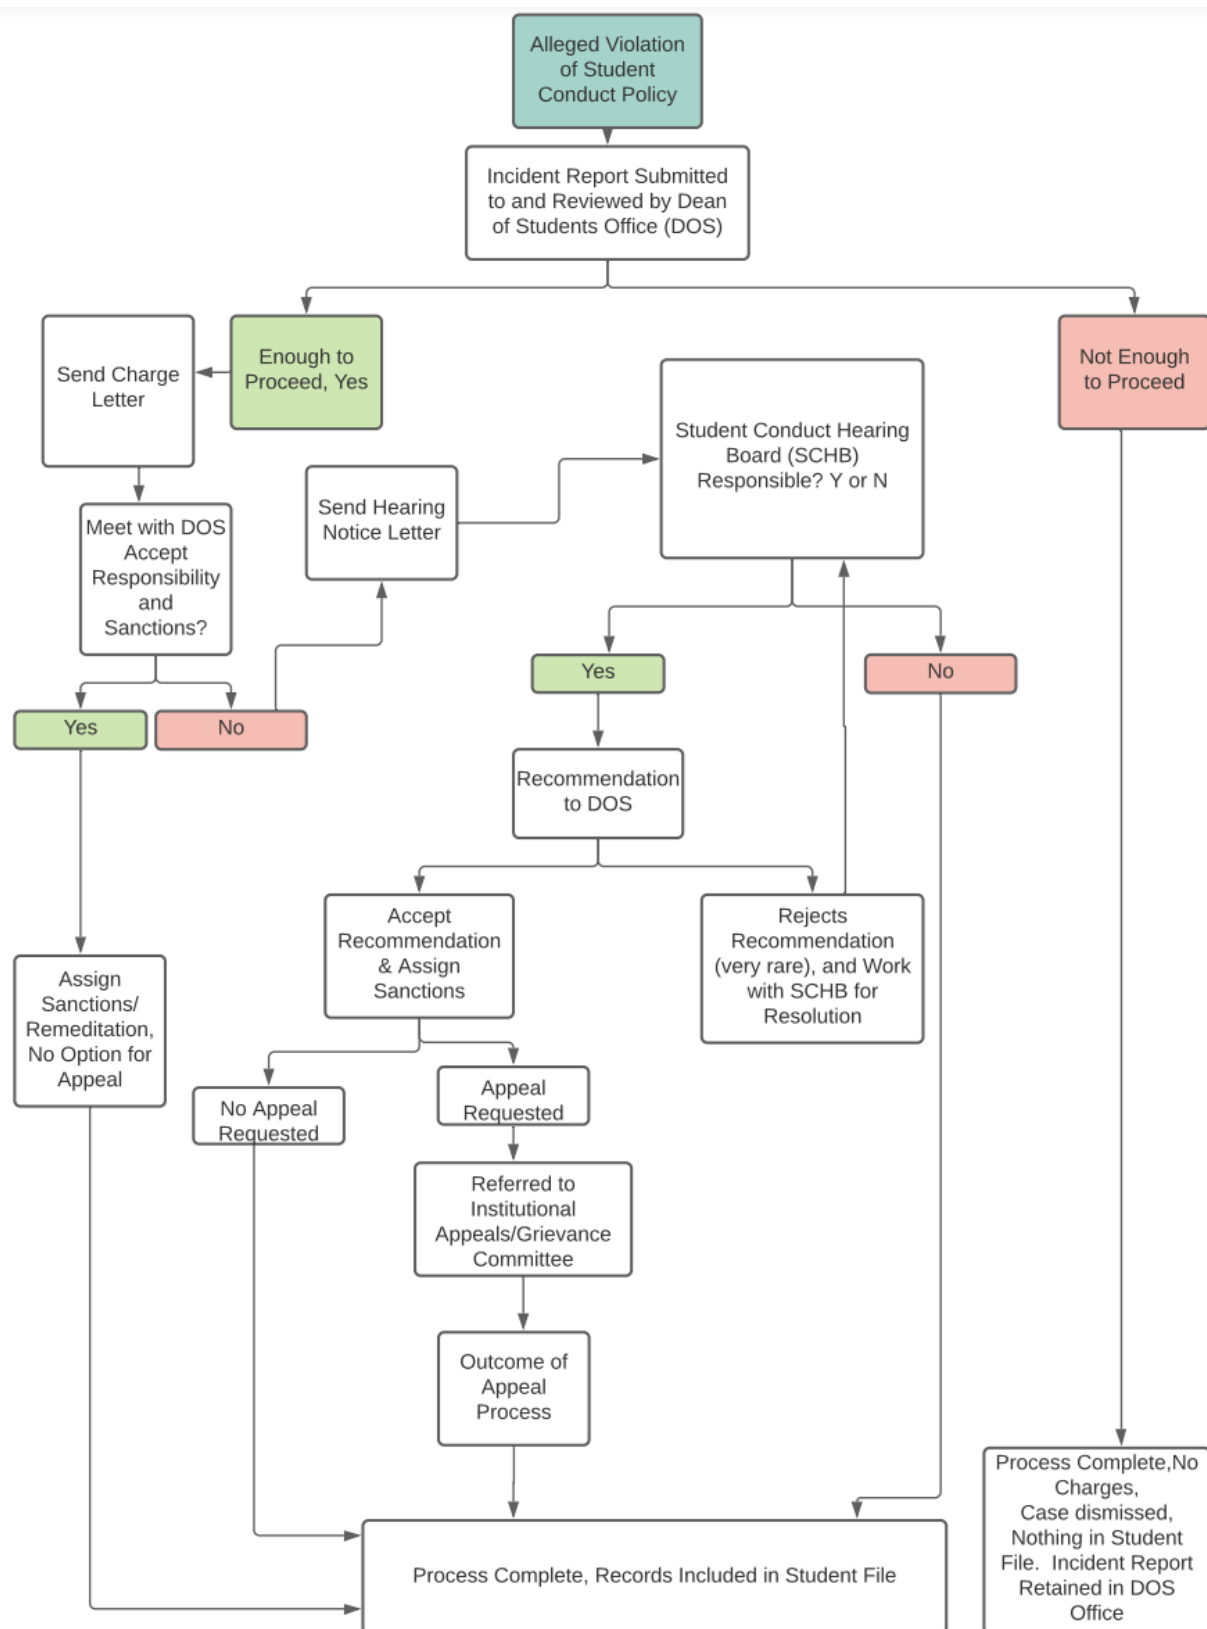 Alleged Violation
of Student
Conduct Policy
Incident Report Submitted
to and Reviewed by Dean
of Students Office (DOS)
Send Charge
Letter
Enough to
Proceed, Yes
Not Enough
to Proceed
Student Conduct Hearing
Board (SCHB)
Responsible? Y or N
Send Hearing
Notice Letter
Meet with DOS
Accept
Responsibility
and
Sanctions?
Yes
No
Yes
No
Recommendation
to DOS
Accept
Recommendation
& Assign
Sanctions
Rejects
Recommendation
(very rare), and Work
with SCHB for
Resolution
Assign
Sanctions/
Remeditation,
No Option for
Appeal
No Appeal
Requested
Appeal
Requested
Referred to
Institutional
Appeals/Grievance
Committee
Outcome of
Appeal
Process
Process Complete, Records Included in Student File
Process Complete,No
Charges,
Case dismissed,
Nothing in Student
File.  Incident Report
Retained in DOS
Office